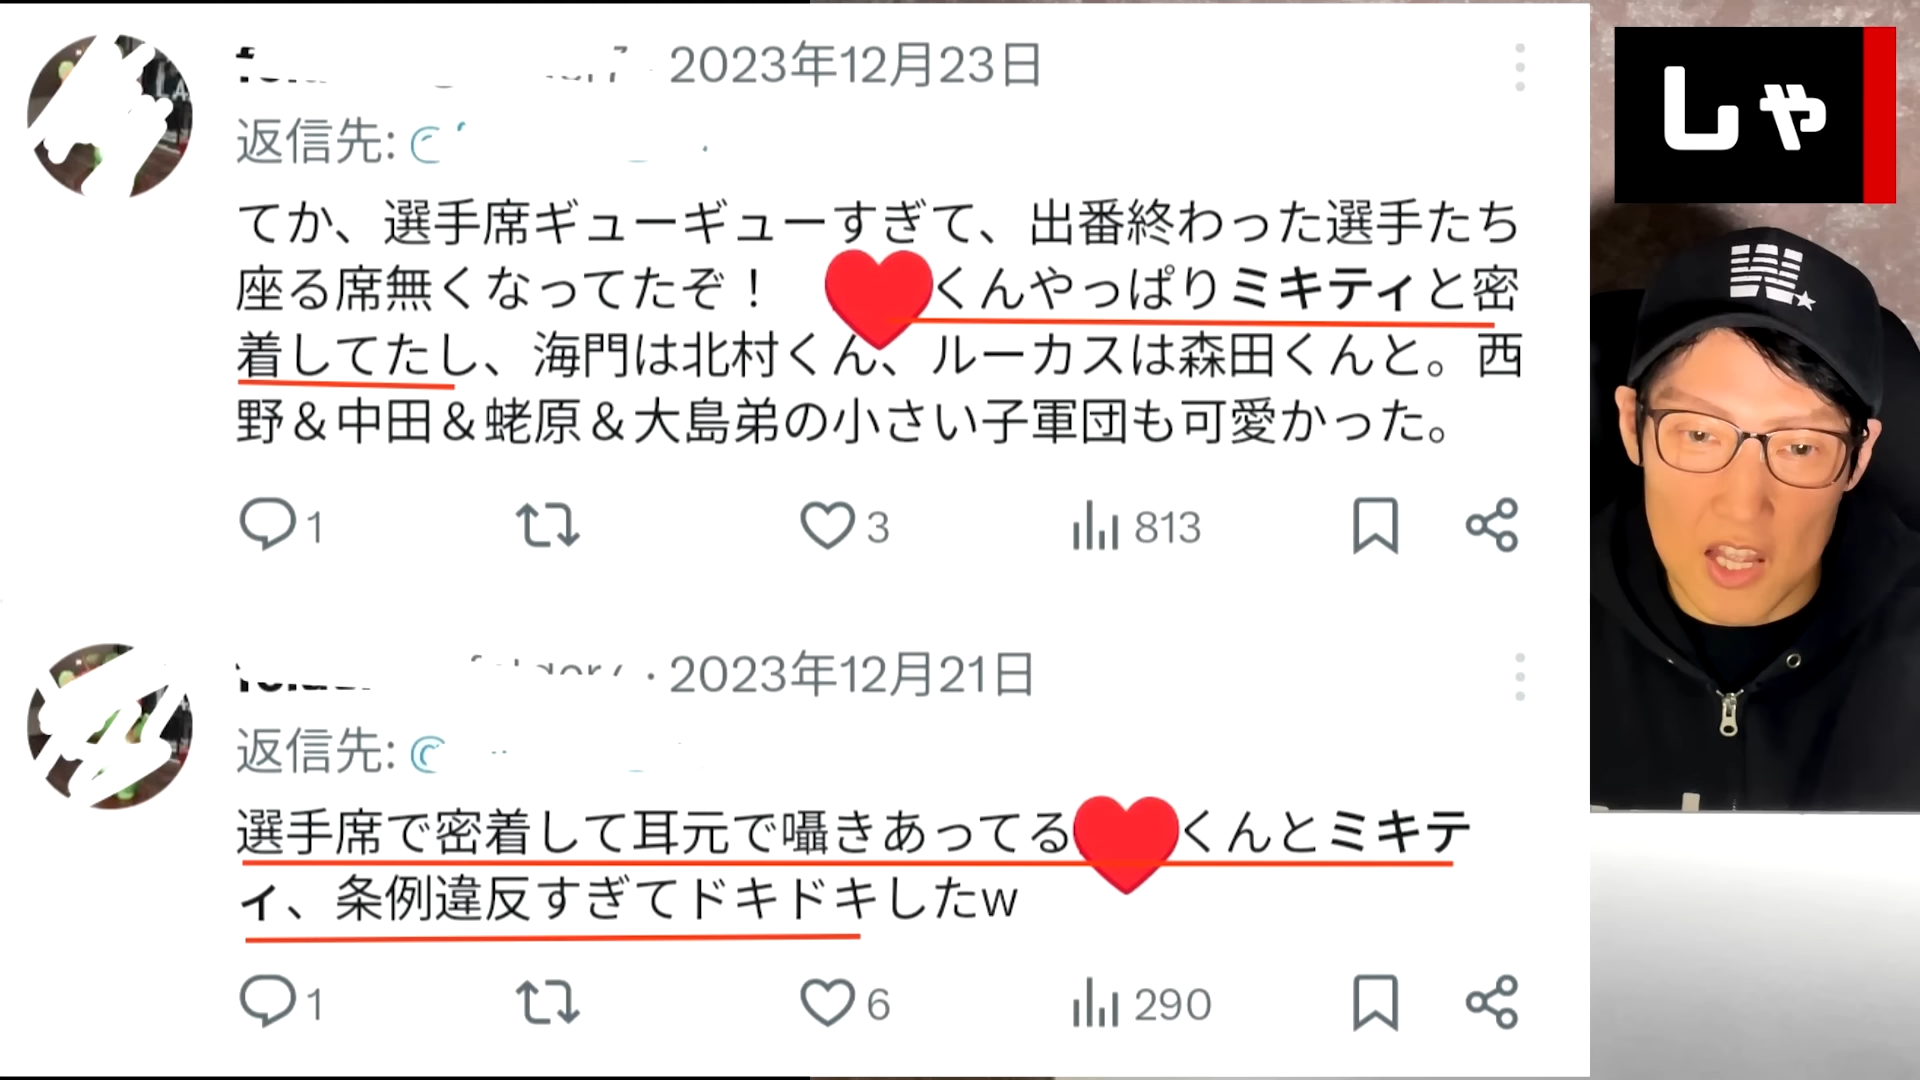 2023年12月23日
返信先:
てか、選手席ギューギューすぎて、出番終わった選手たち
座る席無くなってたぞ！ くんやっぱりミキティと密
着してたし、海門は北村くん、ルーカスは森田くんと。西
野＆中田＆蛯原＆大島弟の小さい子軍団も可愛かった。
1 3 813
2023年12月21日
返信先:
選手席で密着して耳元で囁きあってる くんとミキテ
ィ、条例違反すぎてドキドキしたw
1 6 290
しゃ
W